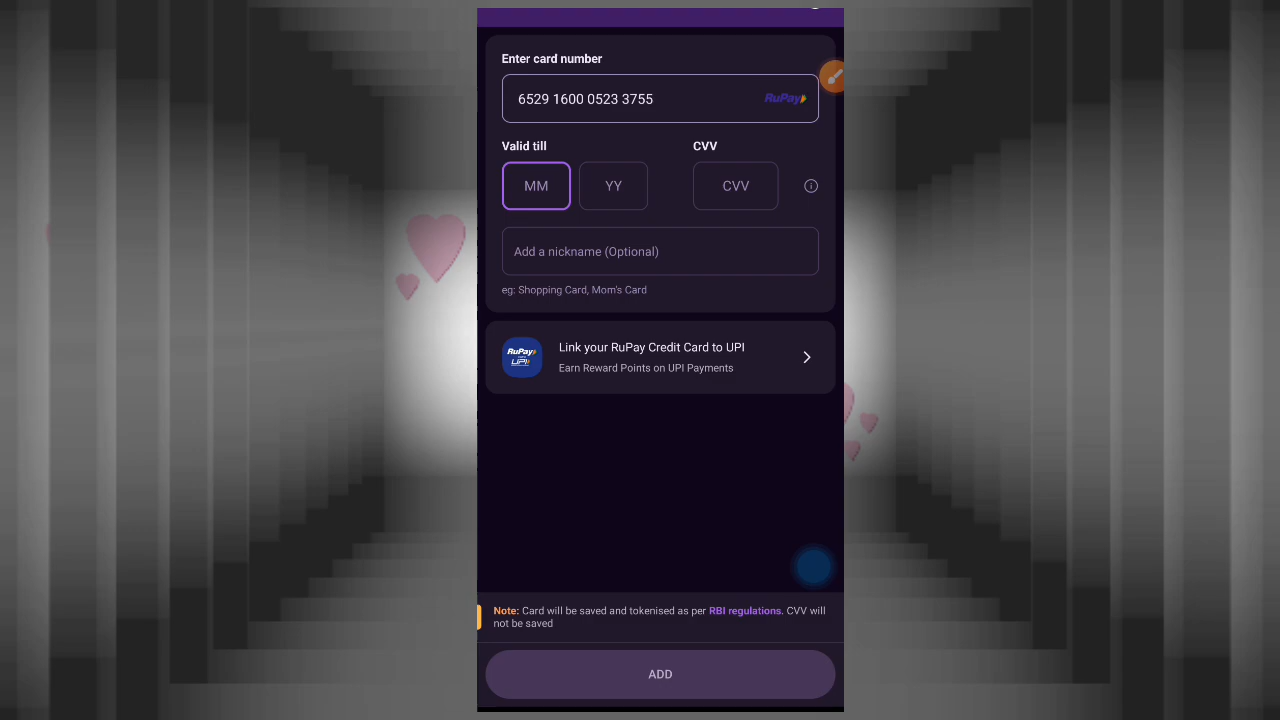 Enter card number
6529 1600 0523 3755
RuPay
Valid till
CVV
MM
YY
CVV
Add a nickname (Optional)
eg: Shopping Card, Mom's Card
RuPay
UPI
Link your RuPay Credit Card to UPI
Earn Reward Points on UPI Payments
Note: Card will be saved and tokenised as per RBI regulations. CVV will
not be saved
ADD